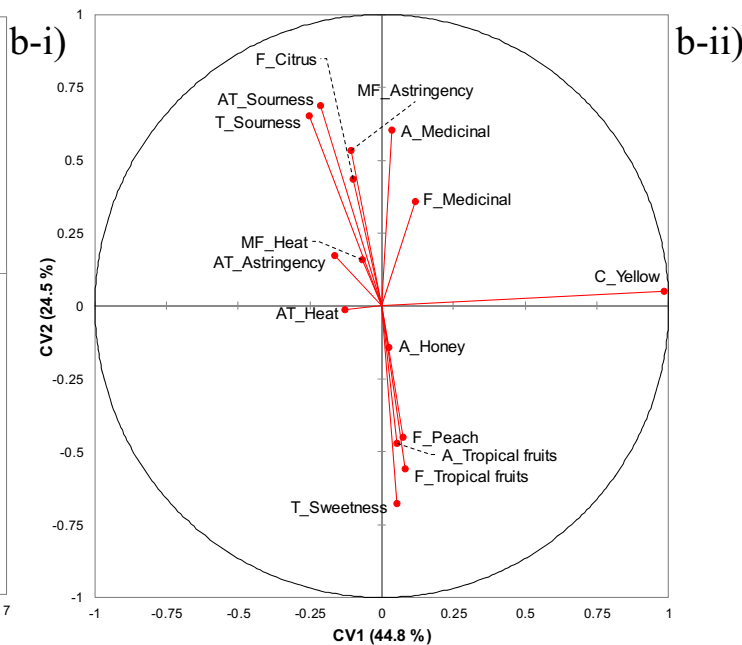 b-i)
b-ii)
1
0.75
0.5
0.25
0
-0.25
-0.5
-0.75
-1
CV2 (24.5 %)
F_Citrus
MF_Astringency
AT_Sourness
T_Sourness
A_Medicinal
F_Medicinal
MF_Heat
AT_Astringency
C_Yellow
AT_Heat
A_Honey
F_Peach
A_Tropical fruits
F_Tropical fruits
T_Sweetness
7
-1
-0.75
-0.5
-0.25
0
0.25
0.5
0.75
1
CV1 (44.8 %)